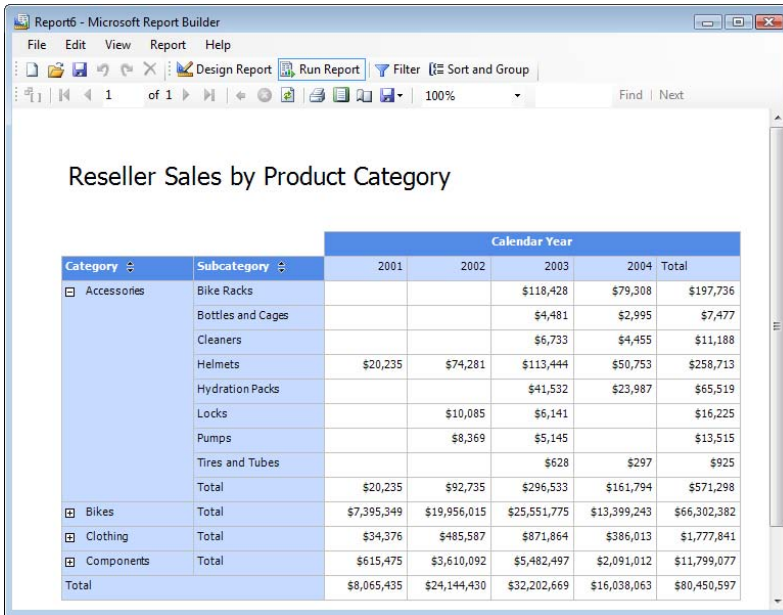 Report6 - Microsoft Report Builder
File Edit View Report Help
Design Report Run Report Filter Sort and Group
1 of 1 100% Find | Next
Reseller Sales by Product Category
Calendar Year
Category Subcategory 2001 2002 2003 2004 Total
Accessories Bike Racks $118,428 $79,308 $197,736
Bottles and Cages $4,481 $2,995 $7,477
Cleaners $6,733 $4,455 $11,188
Helmets $20,235 $74,281 $113,444 $50,753 $258,713
Hydration Packs $41,532 $23,987 $65,519
Locks $10,085 $6,141 $16,225
Pumps $8,369 $5,145 $13,515
Tires and Tubes $628 $297 $925
Total $20,235 $92,735 $296,533 $161,794 $571,298
Bikes Total $7,395,349 $19,956,015 $25,551,775 $13,399,243 $66,302,382
Clothing Total $34,376 $485,587 $871,864 $386,013 $1,777,841
Components Total $615,475 $3,610,092 $5,482,497 $2,091,012 $11,799,077
Total $8,065,435 $24,144,430 $32,202,669 $16,038,063 $80,450,597